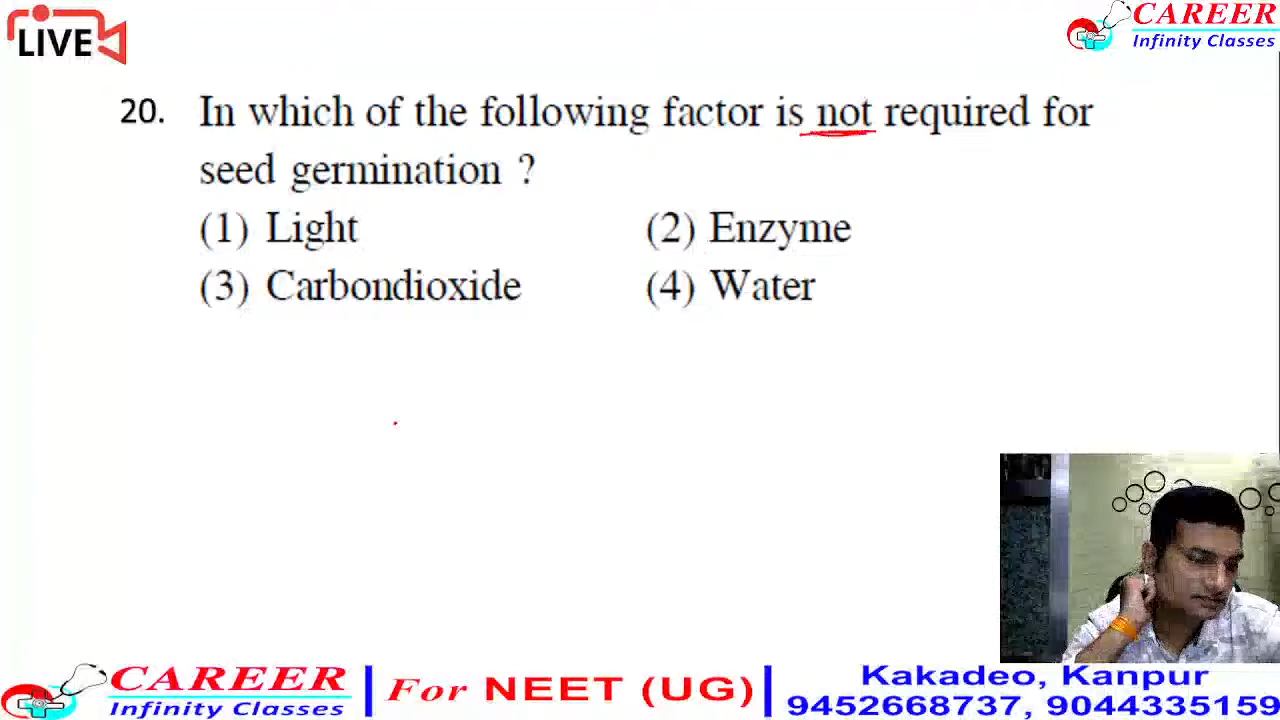 LIVE
CAREER
Infinity Classes
20. In which of the following factor is not required for
seed germination ?
(1) Light (2) Enzyme
(3) Carbondioxide (4) Water
CAREER
Infinity Classes
For NEET (UG)
Kakadeo, Kanpur
9452668737, 9044335159